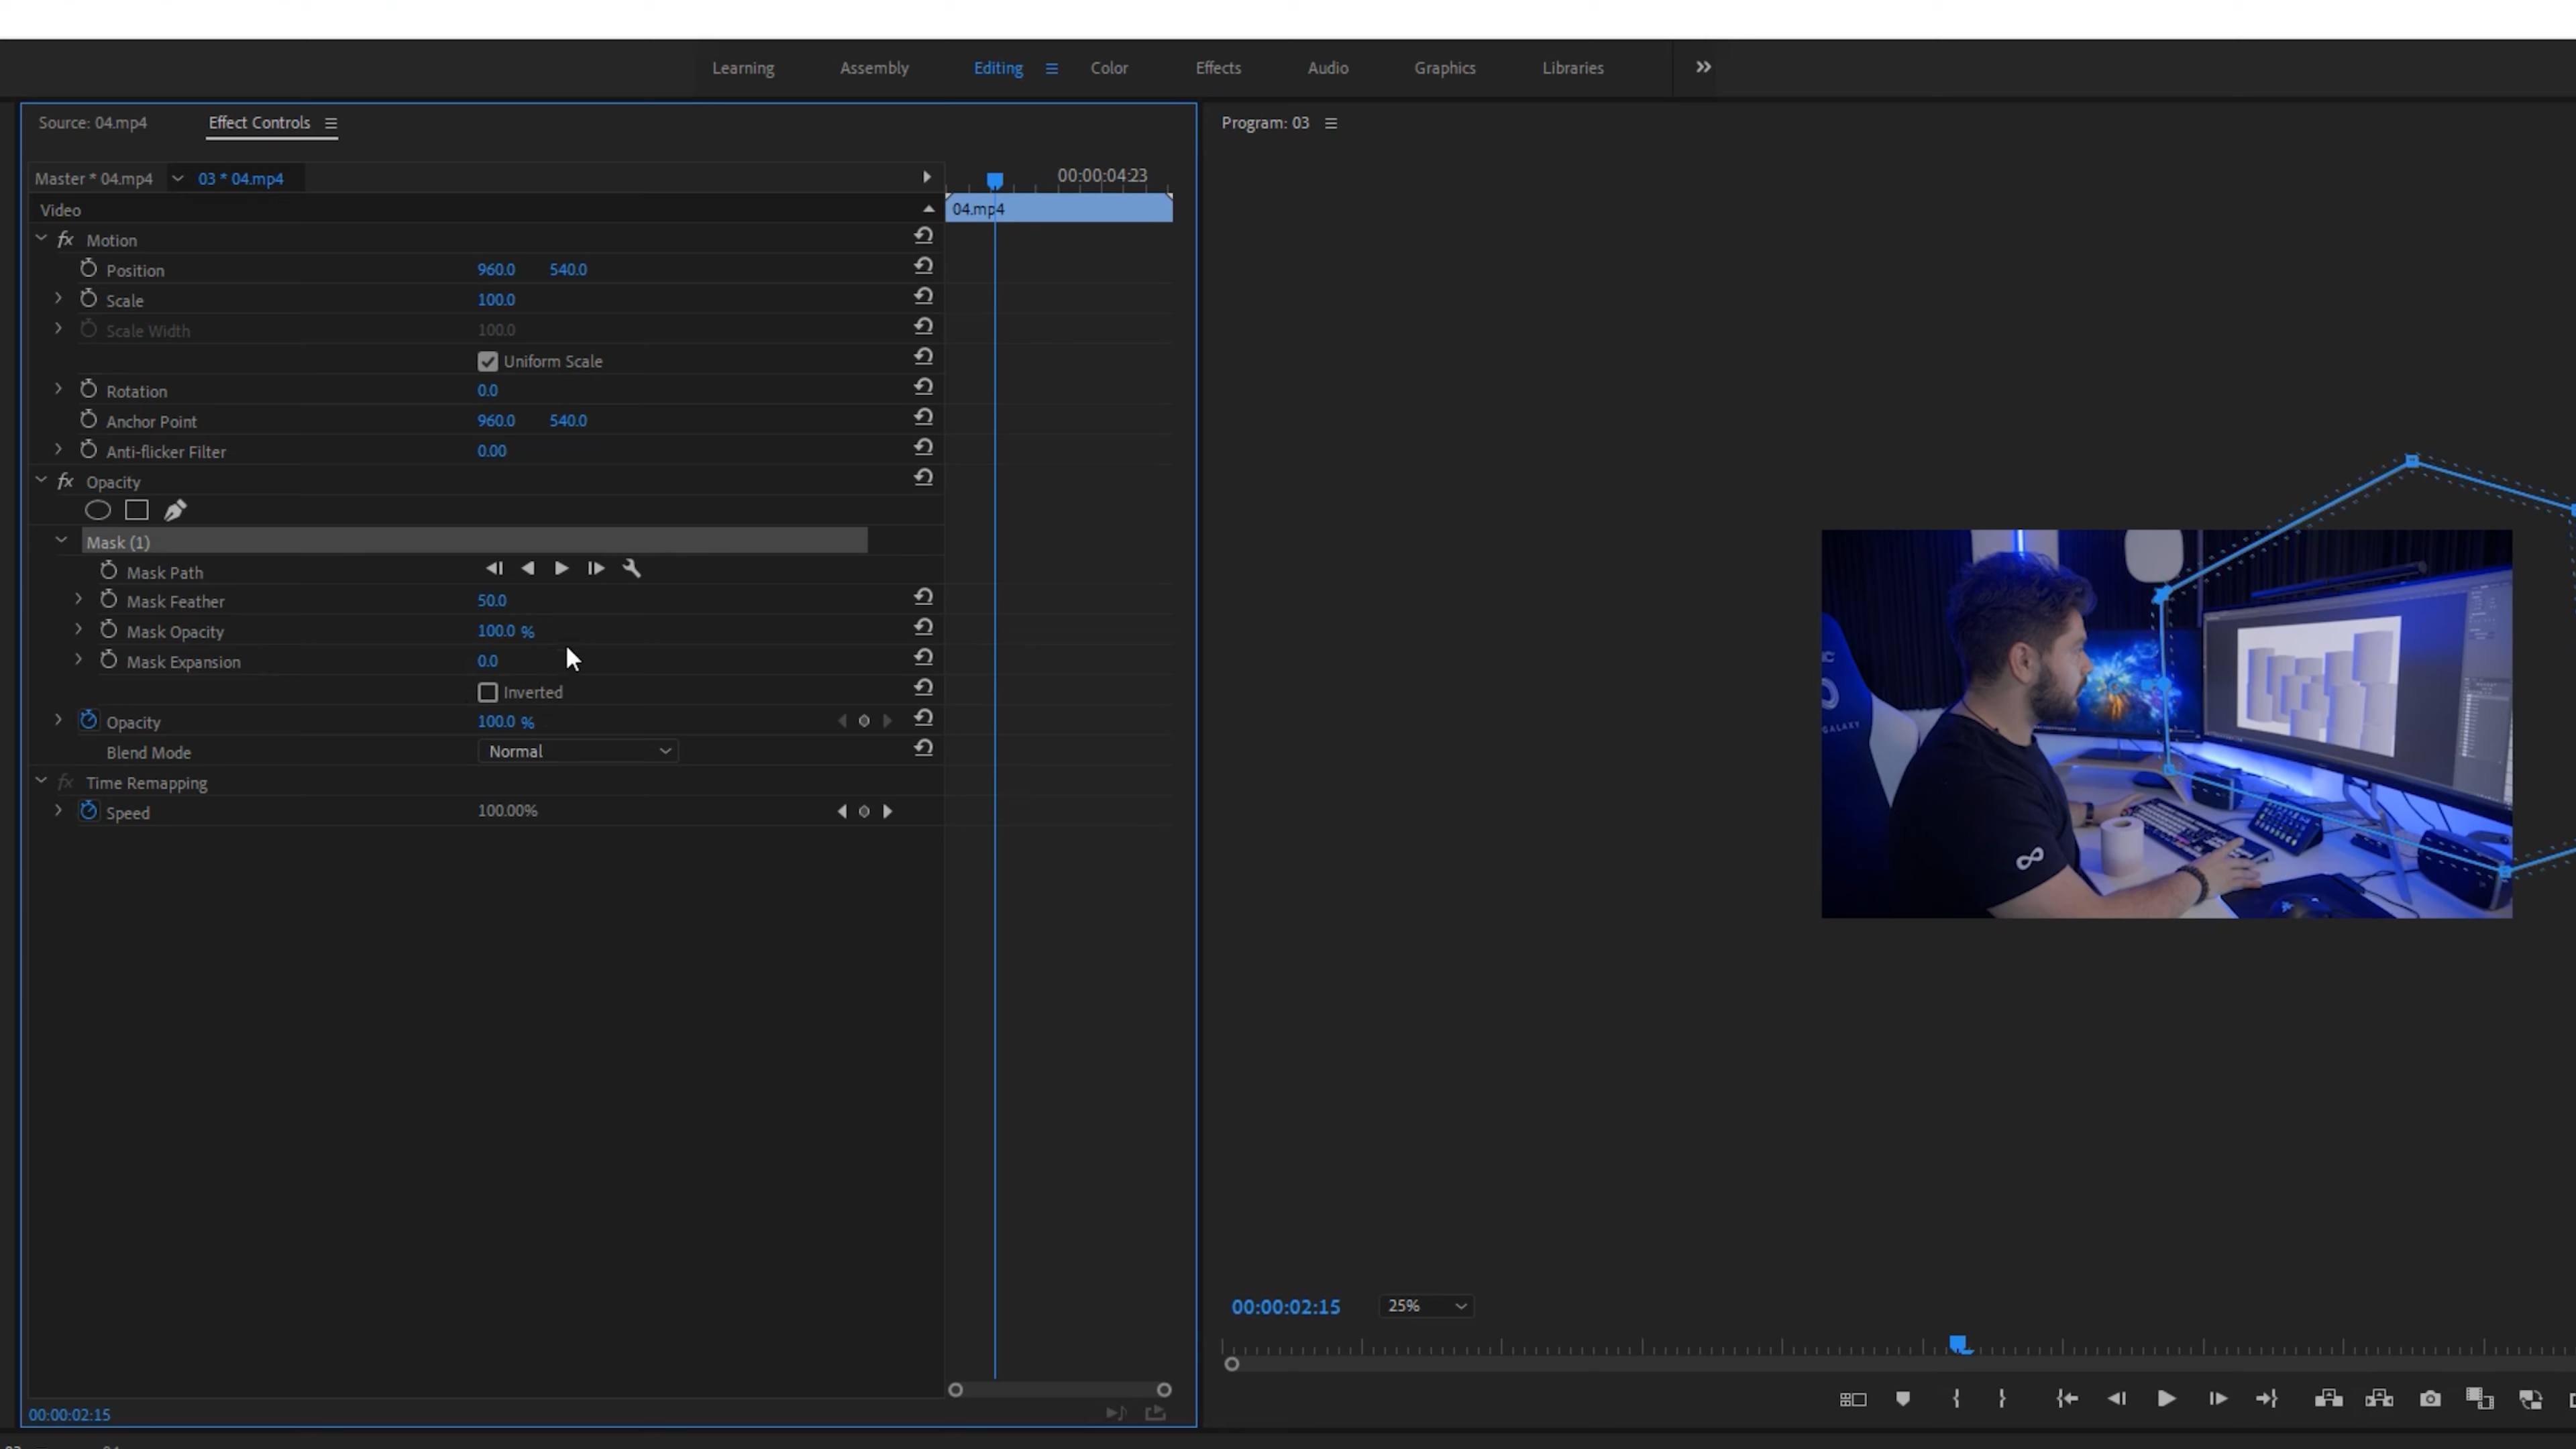 Learning Assembly Editing Color Effects Audio Graphics Libraries
Source: 04.mp4 Effect Controls
Program: 03
Master * 04.mp4 03 * 04.mp4
00:00:04:23
Video
04.mp4
fx Motion
Position 960.0 540.0
Scale 100.0
Scale Width 100.0
Uniform Scale
Rotation 0.0
Anchor Point 960.0 540.0
Anti-flicker Filter 0.00
fx Opacity
Mask (1)
Mask Path
Mask Feather 50.0
Mask Opacity 100.0 %
Mask Expansion 0.0
Inverted
Opacity 100.0 %
Blend Mode Normal
fx Time Remapping
Speed 100.00%
GALAXY
00:00:02:15 25%
00:00:02:15